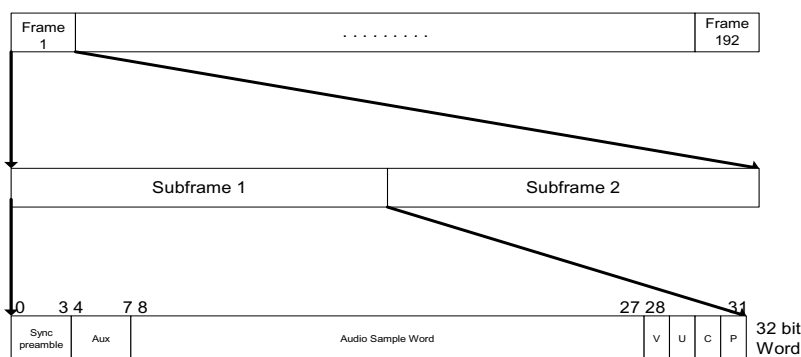 Frame 1
. . . . . . . . .
Frame 192
Subframe 1
Subframe 2
0 3 4 7 8 27 28 31
Sync preamble
Aux
Audio Sample Word
V
U
C
P
32 bit Word